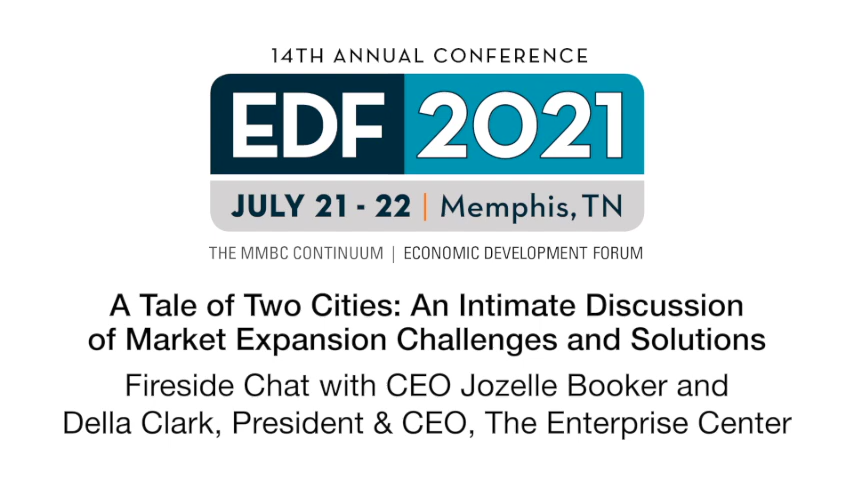 14TH ANNUAL CONFERENCE
EDF 2021
JULY 21 - 22 | Memphis, TN
THE MMBC CONTINUUM | ECONOMIC DEVELOPMENT FORUM
A Tale of Two Cities: An Intimate Discussion
of Market Expansion Challenges and Solutions
Fireside Chat with CEO Jozelle Booker and
Della Clark, President & CEO, The Enterprise Center